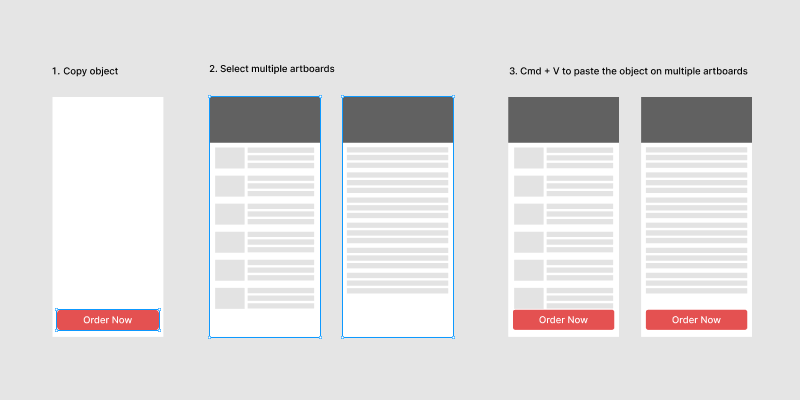 1. Copy object
2. Select multiple artboards
3. Cmd + V to paste the object on multiple artboards
Order Now
Order Now
Order Now